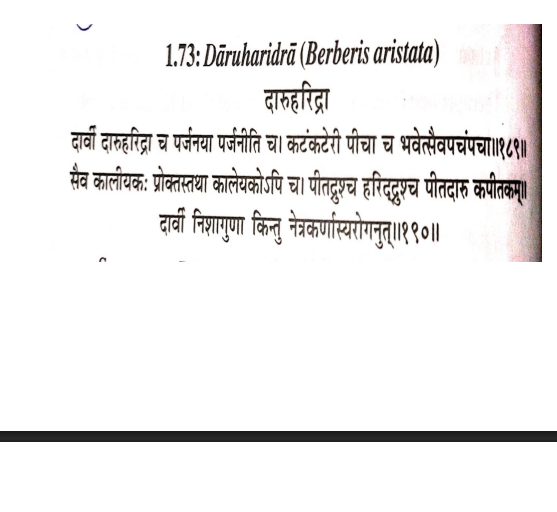 1.73: Dāruharidrā (Berberis aristata)
दारुहरिद्रा
दार्वी दारुहरिद्रा च पर्जनया पर्जनीति च। कटंकटेरी पीचा च भवेत्सैवपचंपचा॥१८९॥
सैव कालीयकः प्रोक्तस्तथा कालेयकोऽपि च। पीतद्रुश्च हरिद्द्रुश्च पीतदारु कपीतकम्॥
दार्वी निशागुणा किन्तु नेत्रकर्णास्यरोगनुत्॥१९०॥